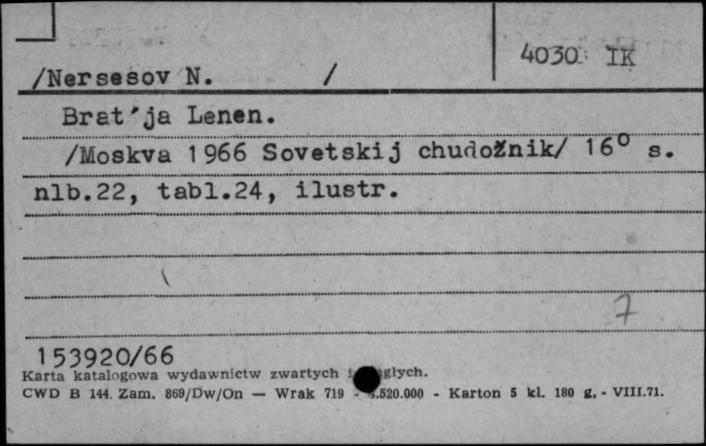 4030 IK
/Nersesov N. /
Brat'ja Lenen.
/Moskva 1966 Sovetskij chudožnik/ 16° s.
nlb.22, tabl.24, ilustr.
7
153920/66
Karta katalogowa wydawnictw zwartych i
CWD B 144. Zam. 869/Dw/On — Wrak 719 - .520.000 - Karton 5 kl. 180 g. - VIII.71.